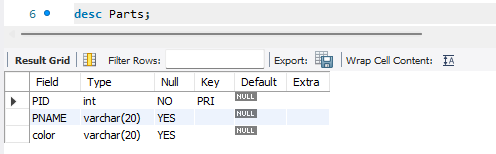 6 desc Parts;
Result Grid Filter Rows: Export: Wrap Cell Content: IA
Field Type Null Key Default Extra
PID int NO PRI NULL
PNAME varchar(20) YES NULL
color varchar(20) YES NULL